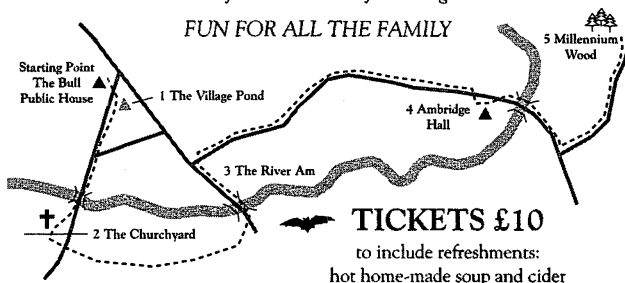 FUN FOR ALL THE FAMILY
5 Millennium
Wood
Starting Point
The Bull
Public House
1 The Village Pond
4 Ambridge
Hall
3 The River Am
2 The Churchyard
TICKETS £10
to include refreshments:
hot home-made soup and cider